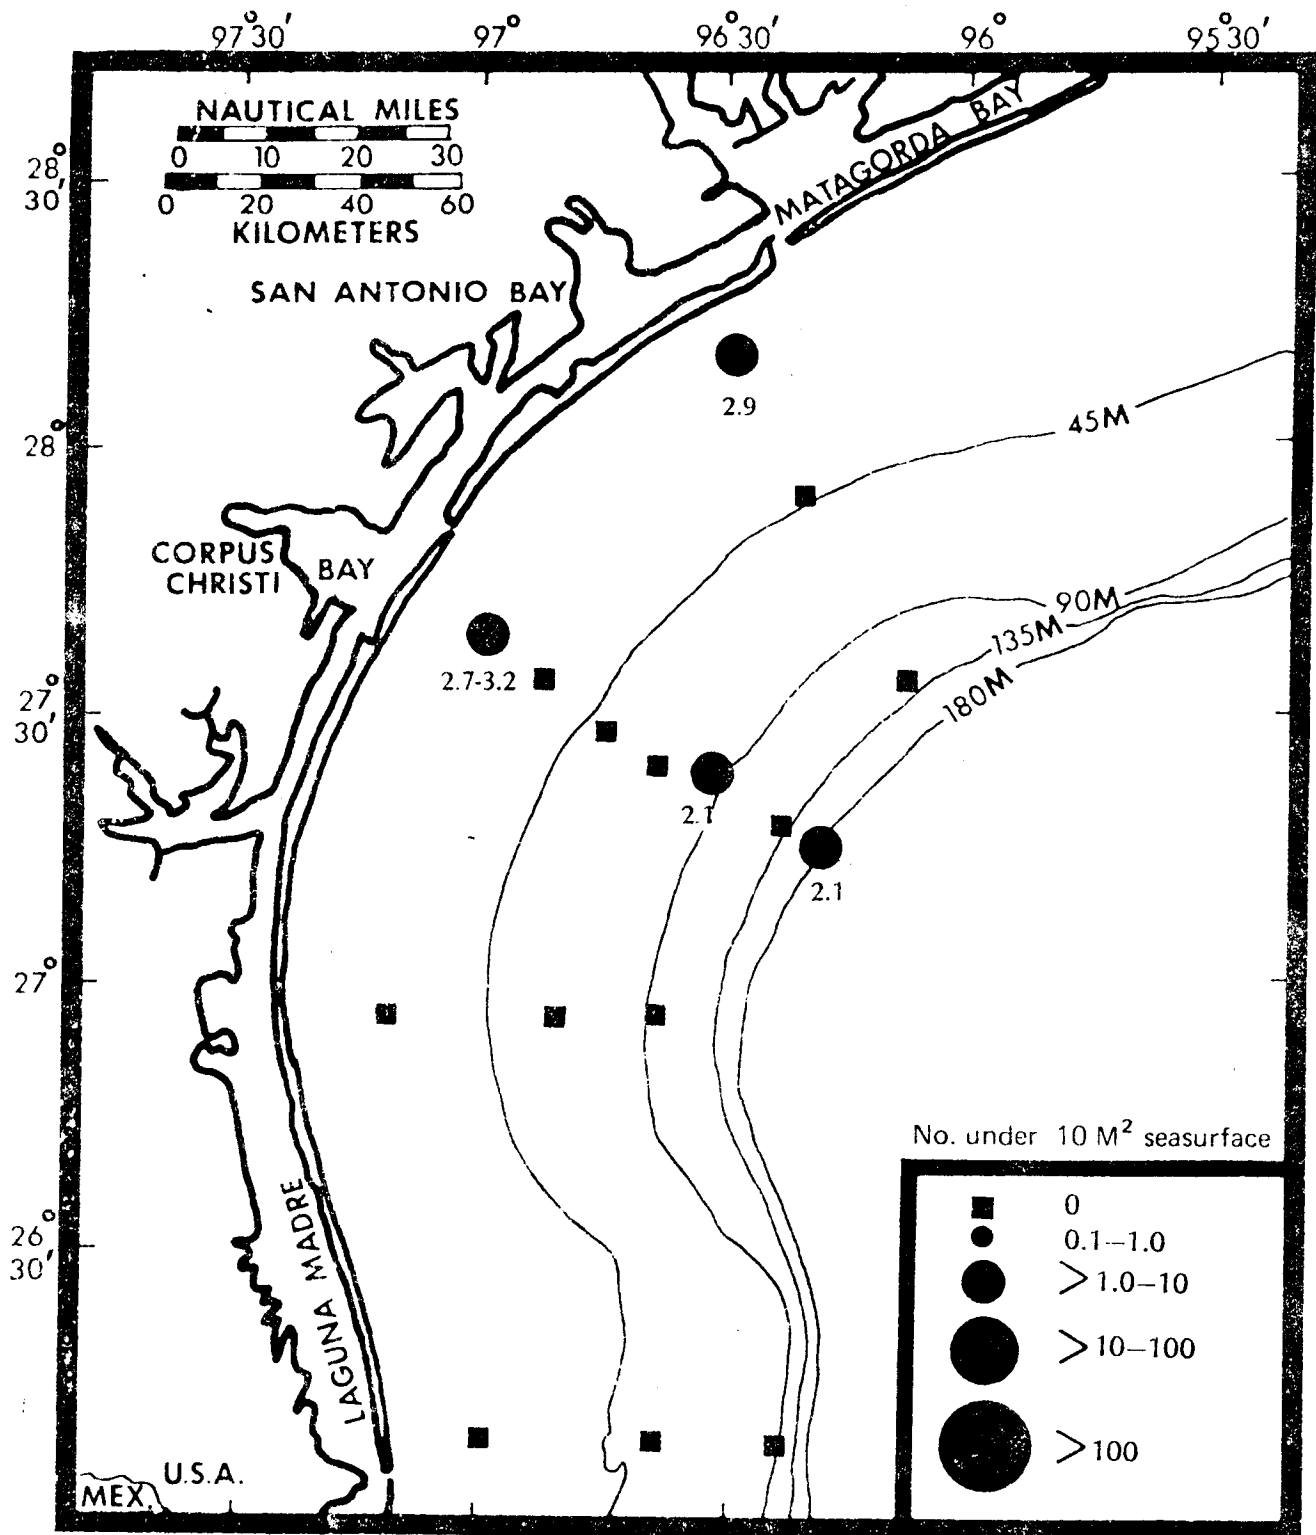 97°30′ 97° 96°30′ 96° 95°30′
NAUTICAL MILES
0 10 20 30
0 20 40 60
KILOMETERS
28°
30′
MATAGORDA BAY
SAN ANTONIO BAY
2.9
45M
28°
CORPUS
CHRISTI BAY
90M
135M
180M
2.7-3.2
27°
30′
2.1
2.1
27°
No. under 10 M² seasurface
0
0.1–1.0
>1.0–10
>10–100
>100
26°
30′
LAGUNA MADRE
U.S.A.
MEX.